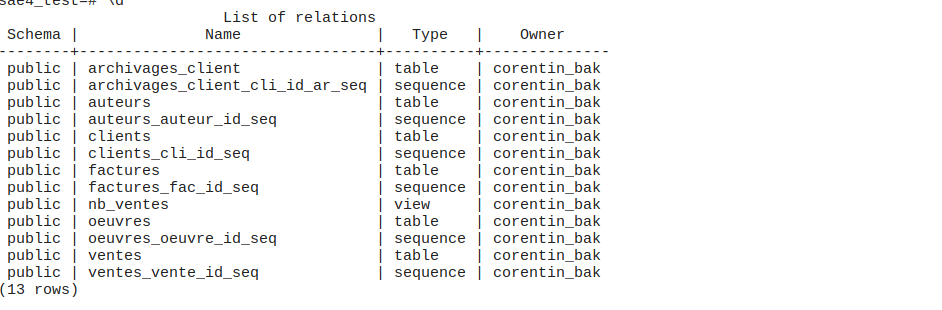 sae4_test=# \d
                         List of relations
 Schema |              Name              |   Type   |    Owner
--------+---------------------------------+----------+--------------
 public | archivages_client               | table    | corentin_bak
 public | archivages_client_cli_id_ar_seq | sequence | corentin_bak
 public | auteurs                         | table    | corentin_bak
 public | auteurs_auteur_id_seq           | sequence | corentin_bak
 public | clients                         | table    | corentin_bak
 public | clients_cli_id_seq              | sequence | corentin_bak
 public | factures                        | table    | corentin_bak
 public | factures_fac_id_seq             | sequence | corentin_bak
 public | nb_ventes                       | view     | corentin_bak
 public | oeuvres                         | table    | corentin_bak
 public | oeuvres_oeuvre_id_seq           | sequence | corentin_bak
 public | ventes                          | table    | corentin_bak
 public | ventes_vente_id_seq             | sequence | corentin_bak
(13 rows)